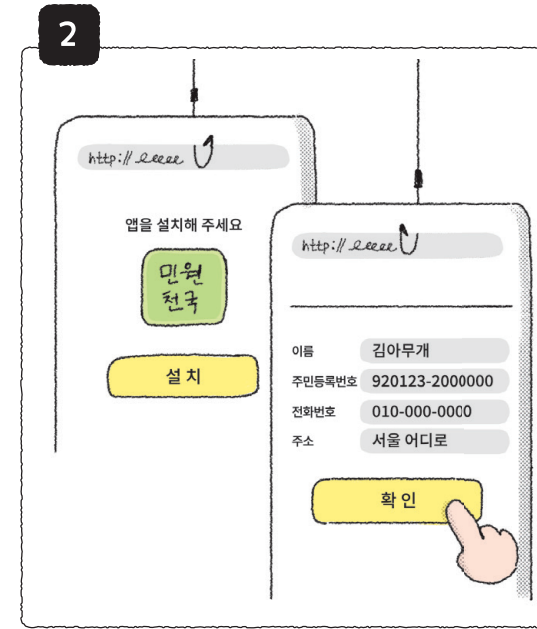 2
http://eeeee
앱을 설치해 주세요
민원
천국
설치
http://eeeee
이름 김아무개
주민등록번호 920123-2000000
전화번호 010-000-0000
주소 서울 어디로
확인